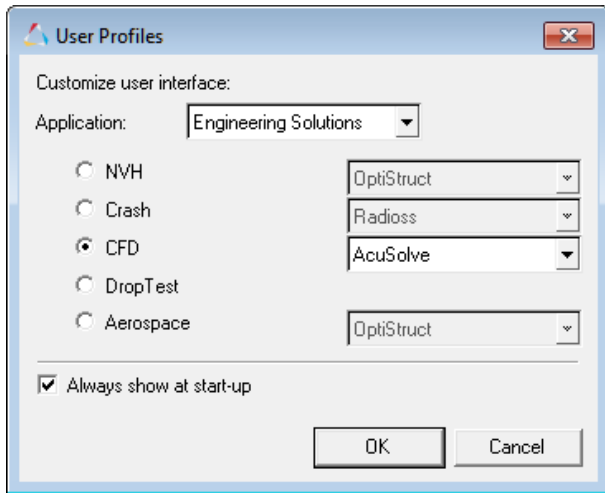 User Profiles
Customize user interface:
Application: Engineering Solutions
NVH OptiStruct
Crash Radioss
CFD AcuSolve
DropTest
Aerospace OptiStruct
Always show at start-up
OK Cancel